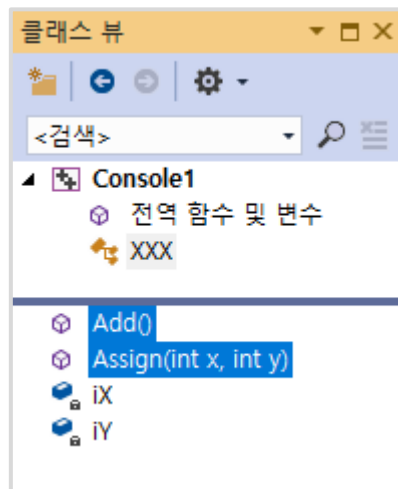 클래스 뷰
<검색>
Console1
전역 함수 및 변수
XXX
Add()
Assign(int x, int y)
iX
iY